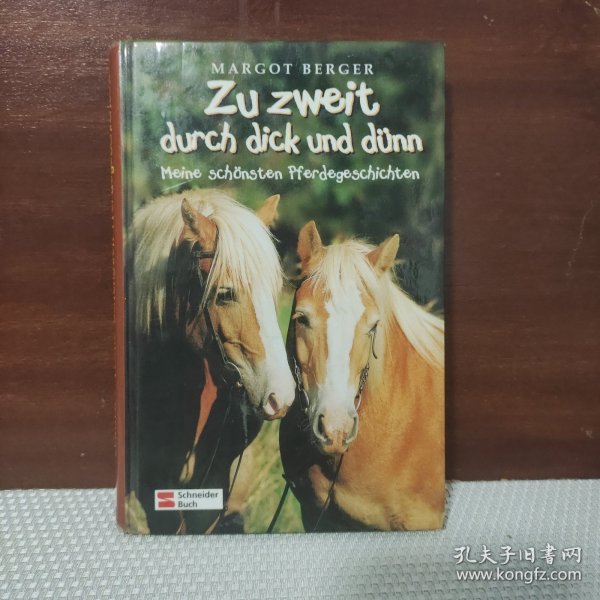 MARGOT BERGER
Zu zweit
durch dick und dünn
Meine schönsten Pferdegeschichten
Schneider
Buch
孔夫子旧书网
www.kongfz.com